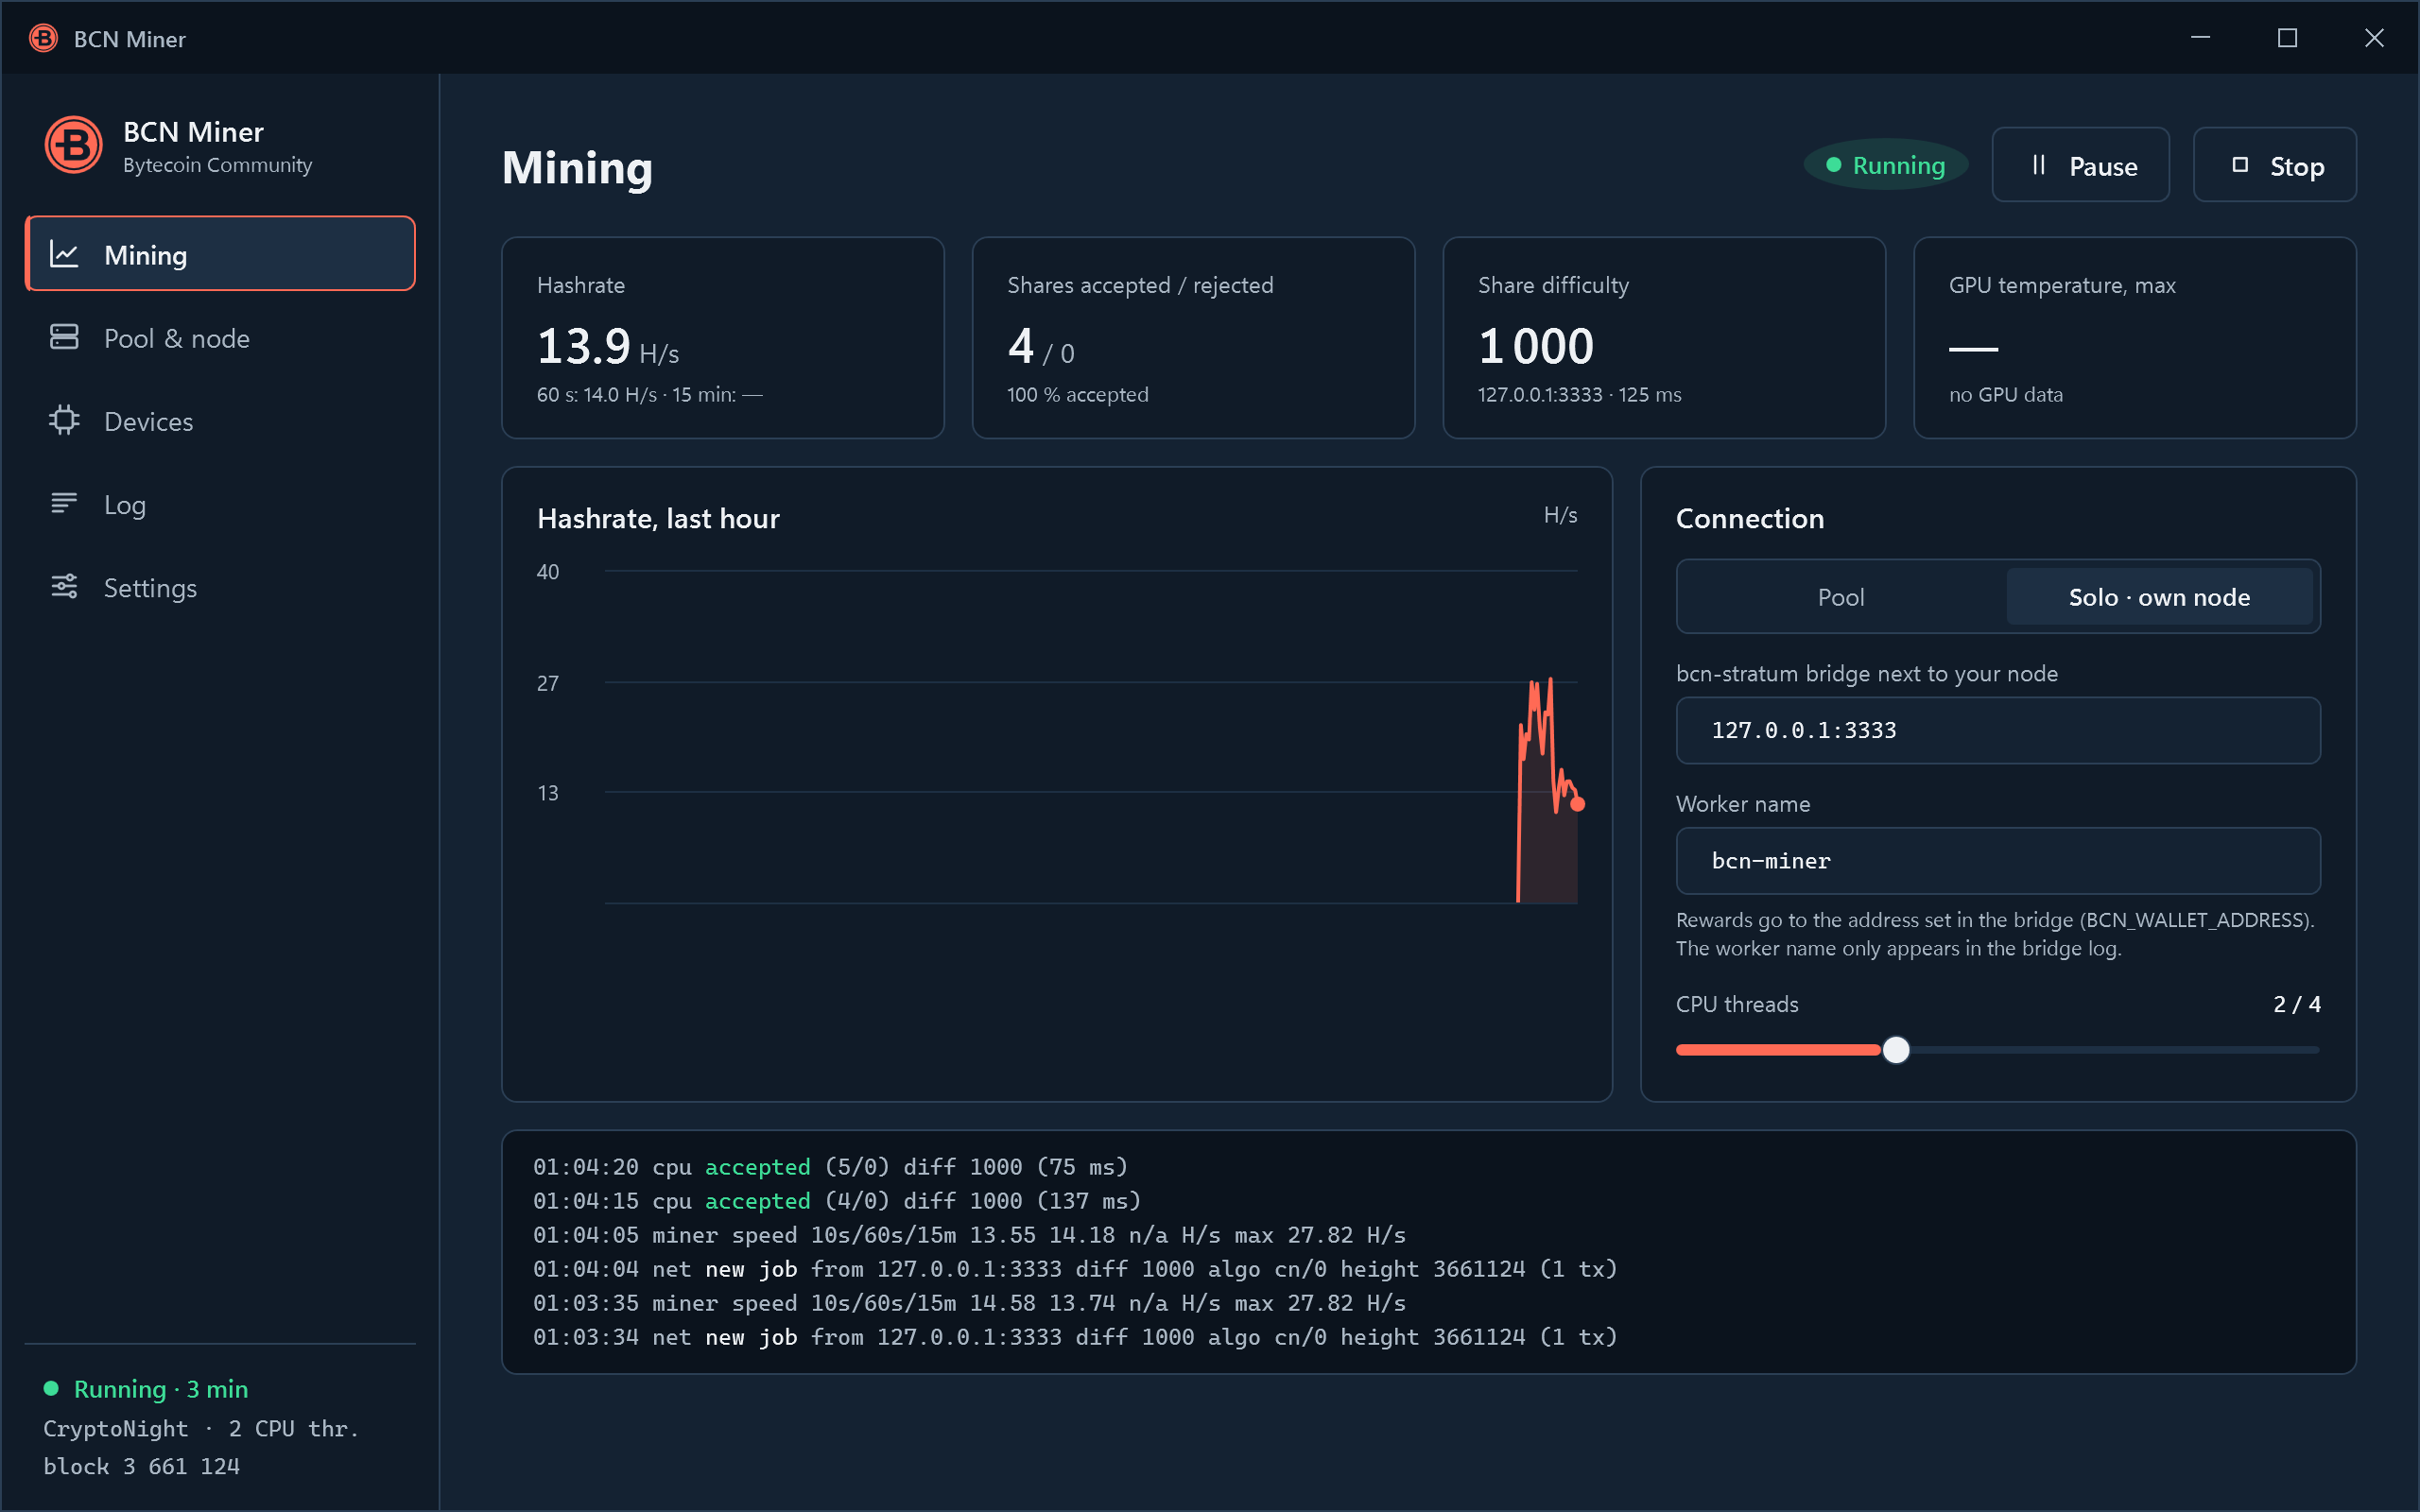 BCN Miner
BCN Miner
Bytecoin Community
Mining
Pool & node
Devices
Log
Settings
Running · 3 min
CryptoNight · 2 CPU thr.
block 3 661 124
Mining
Running
Pause
Stop
Hashrate
13.9 H/s
60 s: 14.0 H/s · 15 min: —
Shares accepted / rejected
4 / 0
100 % accepted
Share difficulty
1 000
127.0.0.1:3333 · 125 ms
GPU temperature, max
—
no GPU data
Hashrate, last hour
H/s
40
27
13
Connection
Pool
Solo · own node
bcn-stratum bridge next to your node
127.0.0.1:3333
Worker name
bcn-miner
Rewards go to the address set in the bridge (BCN_WALLET_ADDRESS).
The worker name only appears in the bridge log.
CPU threads
2 / 4
01:04:20 cpu accepted (5/0) diff 1000 (75 ms)
01:04:15 cpu accepted (4/0) diff 1000 (137 ms)
01:04:05 miner speed 10s/60s/15m 13.55 14.18 n/a H/s max 27.82 H/s
01:04:04 net new job from 127.0.0.1:3333 diff 1000 algo cn/0 height 3661124 (1 tx)
01:03:35 miner speed 10s/60s/15m 14.58 13.74 n/a H/s max 27.82 H/s
01:03:34 net new job from 127.0.0.1:3333 diff 1000 algo cn/0 height 3661124 (1 tx)